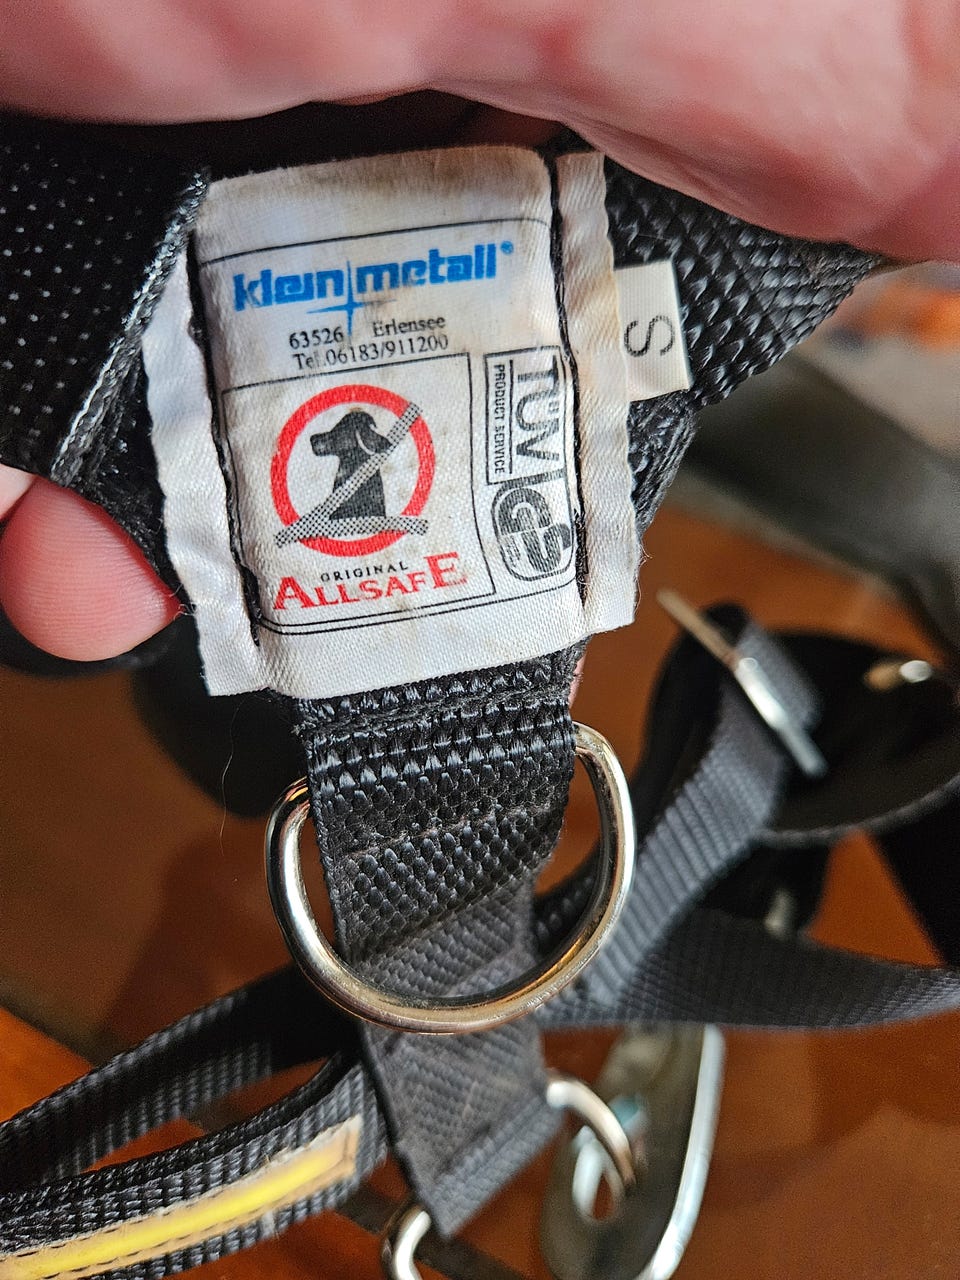 kleinmetall®
63526 Erlensee
Tel.06183/911200
ORIGINAL
ALLSAFE
TÜV
PRODUCT SERVICE
GS
S